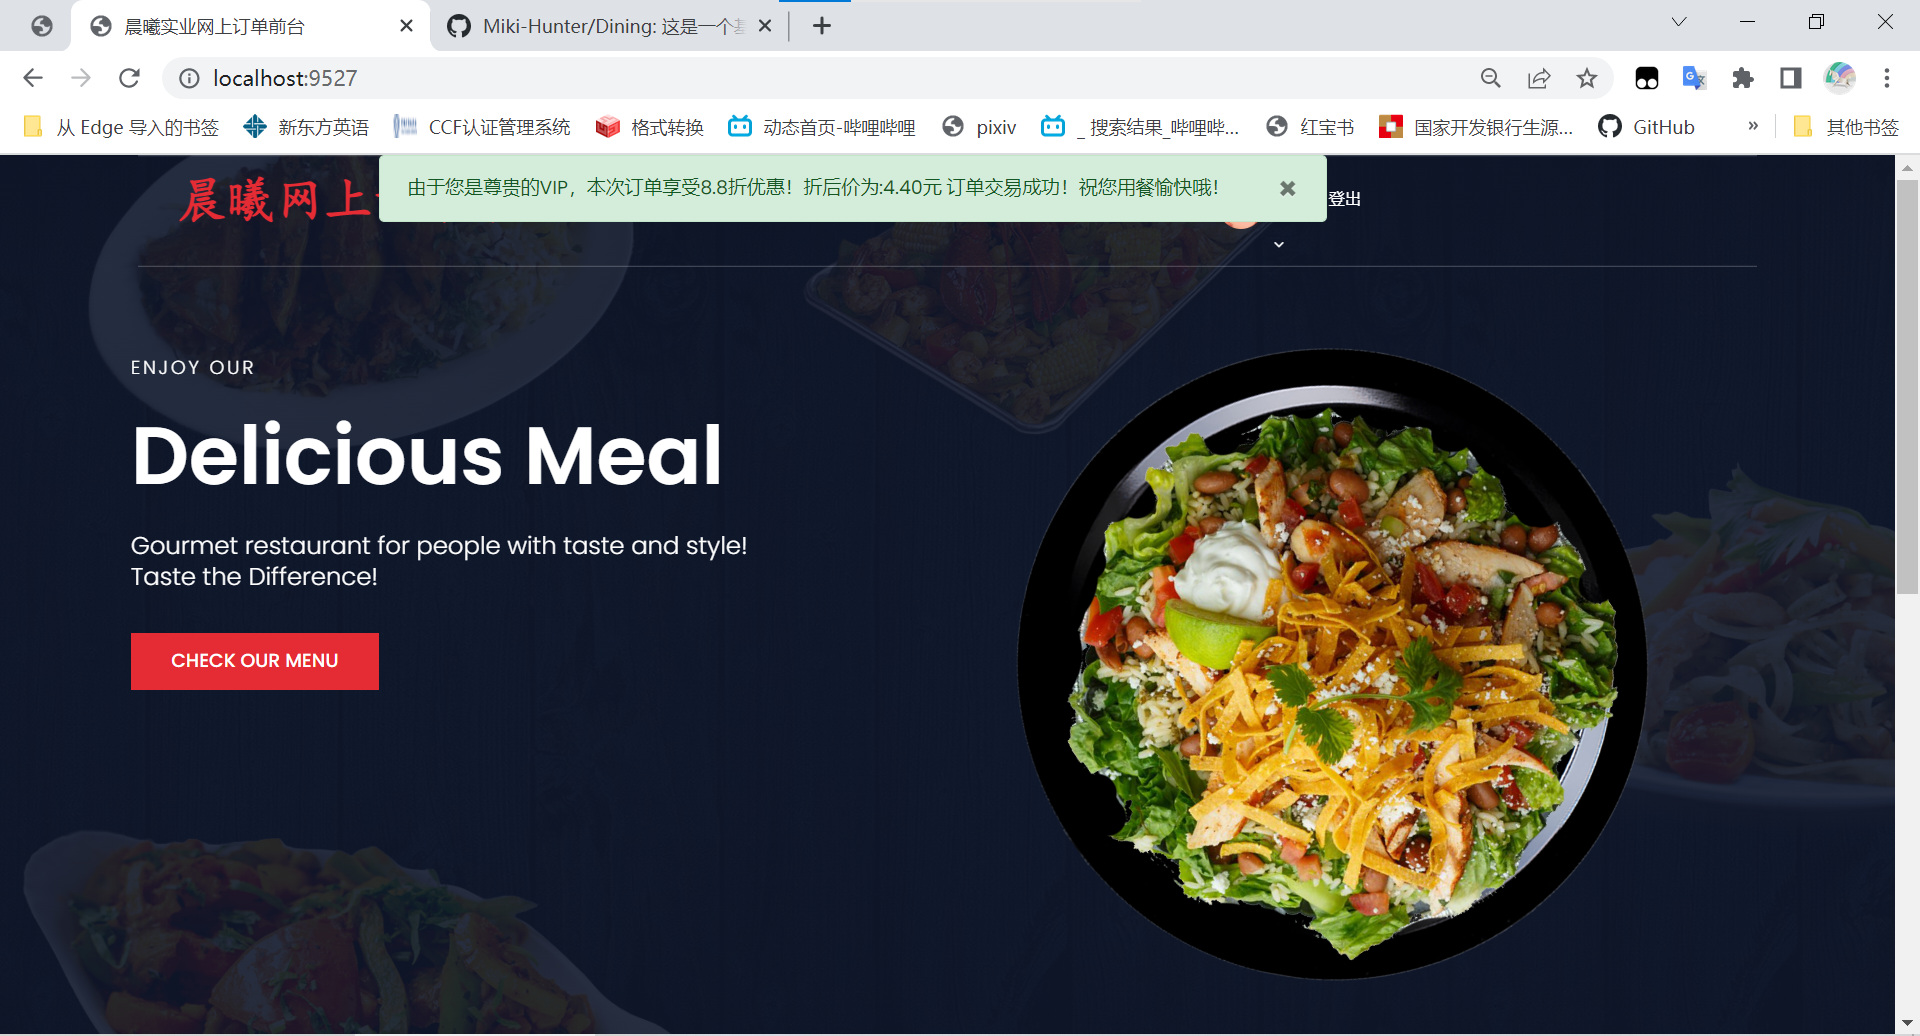 晨曦实业网上订单前台
Miki-Hunter/Dining: 这是一个基
localhost:9527
从 Edge 导入的书签
新东方英语
CCF认证管理系统
格式转换
动态首页-哔哩哔哩
pixiv
_ 搜索结果_哔哩哔...
红宝书
国家开发银行生源...
GitHub
»
其他书签
晨曦网上
由于您是尊贵的VIP，本次订单享受8.8折优惠！折后价为:4.40元 订单交易成功！祝您用餐愉快哦！
登出
ENJOY OUR
Delicious Meal
Gourmet restaurant for people with taste and style!
Taste the Difference!
CHECK OUR MENU